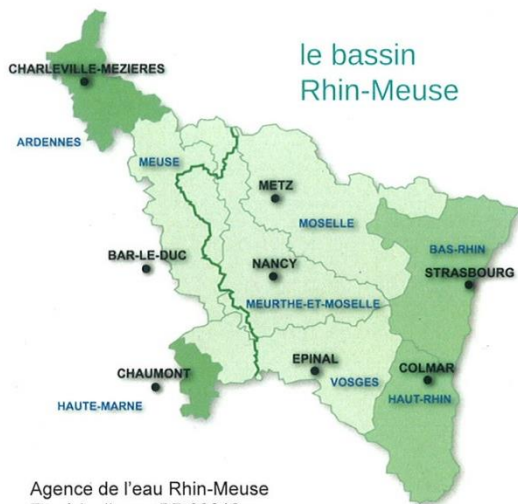 le bassin
Rhin-Meuse
CHARLEVILLE-MEZIERES
ARDENNES
MEUSE
METZ
MOSELLE
BAS-RHIN
BAR-LE-DUC
NANCY
STRASBOURG
MEURTHE-ET-MOSELLE
EPINAL
COLMAR
CHAUMONT
VOSGES
HAUT-RHIN
HAUTE-MARNE
Agence de l'eau Rhin-Meuse